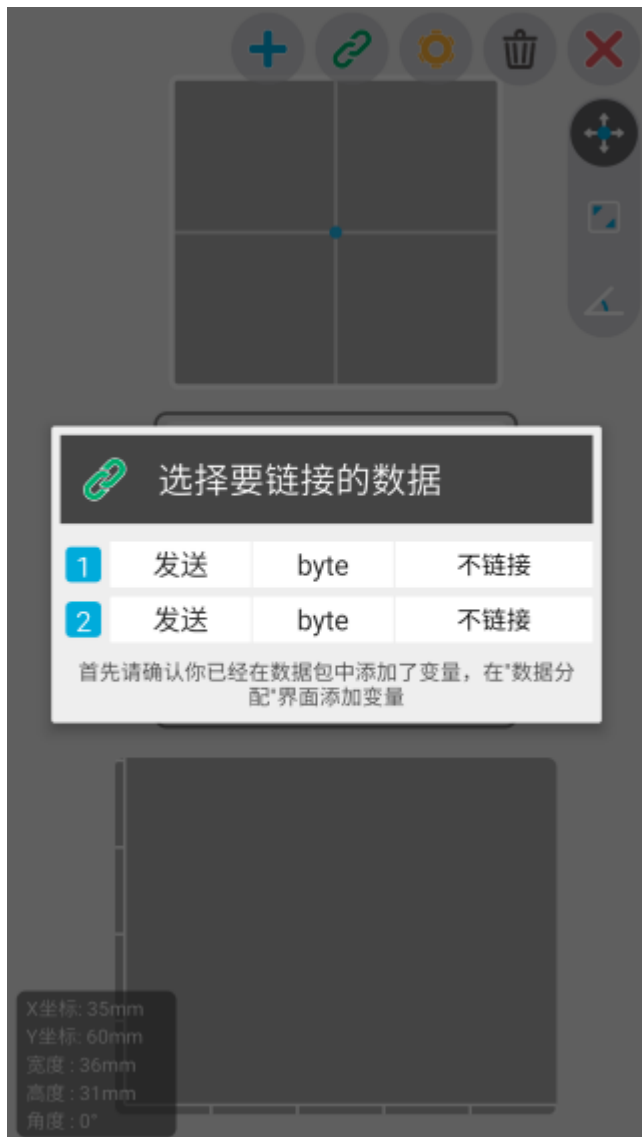 选择要链接的数据
1 发送 byte 不链接
2 发送 byte 不链接
首先请确认你已经在数据包中添加了变量，在"数据分
配"界面添加变量
X坐标: 35mm
Y坐标: 60mm
宽度 : 36mm
高度 : 31mm
角度 : 0°